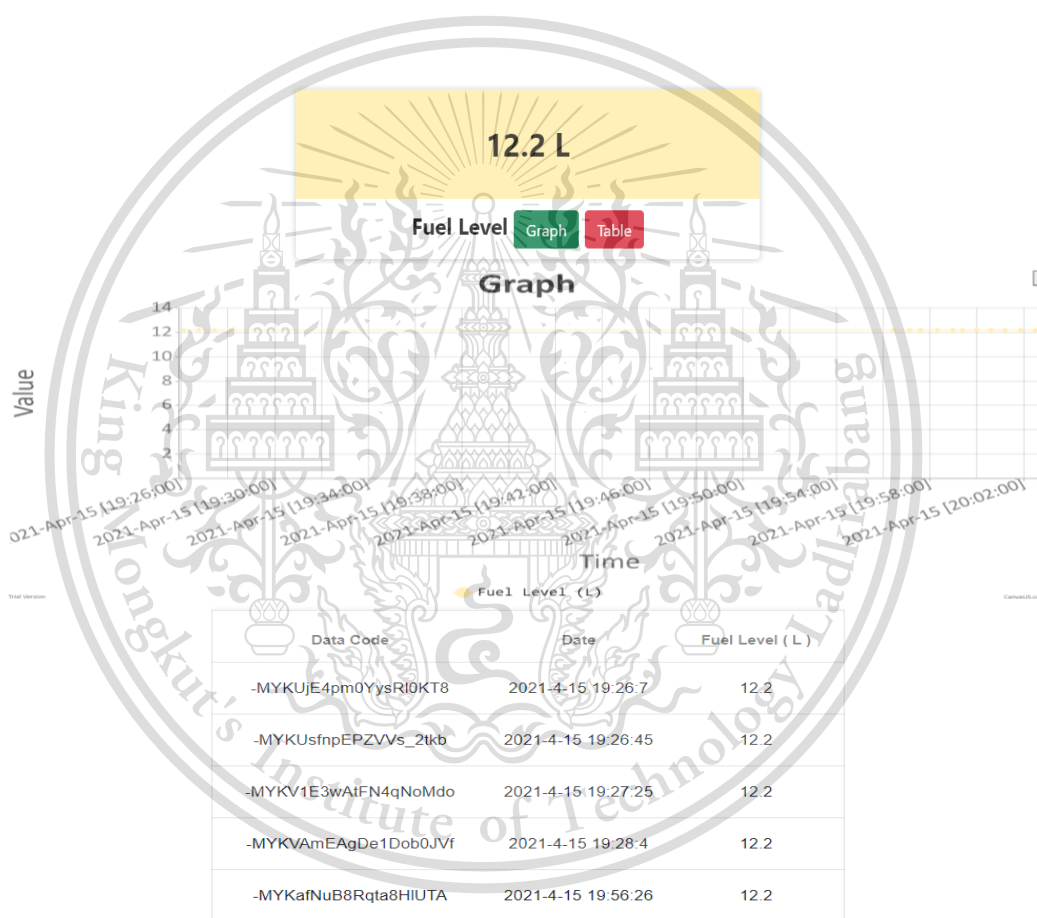 12.2 L
Fuel Level Graph Table
Graph
14
12
10
8
6
4
2
Value
021-Apr-15 [19:26:00]
2021-Apr-15 [19:30:00]
2021-Apr-15 [19:34:00]
2021-Apr-15 [19:38:00]
2021-Apr-15 [19:42:00]
2021-Apr-15 [19:46:00]
2021-Apr-15 [19:50:00]
2021-Apr-15 [19:54:00]
2021-Apr-15 [19:58:00]
2021-Apr-15 [20:02:00]
Time
Trial Version
Fuel Level (L)
CanvasJS.co
Data Code Date Fuel Level ( L )
-MYKUjE4pm0YysRl0KT8 2021-4-15 19:26:7 12.2
-MYKUsfnpEPZVVs_2tkb 2021-4-15 19:26:45 12.2
-MYKV1E3wAtFN4qNoMdo 2021-4-15 19:27:25 12.2
-MYKVAmEAgDe1Dob0JVf 2021-4-15 19:28:4 12.2
-MYKafNuB8Rqta8HIUTA 2021-4-15 19:56:26 12.2
King Mongkut's Institute of Technology Ladkrabang